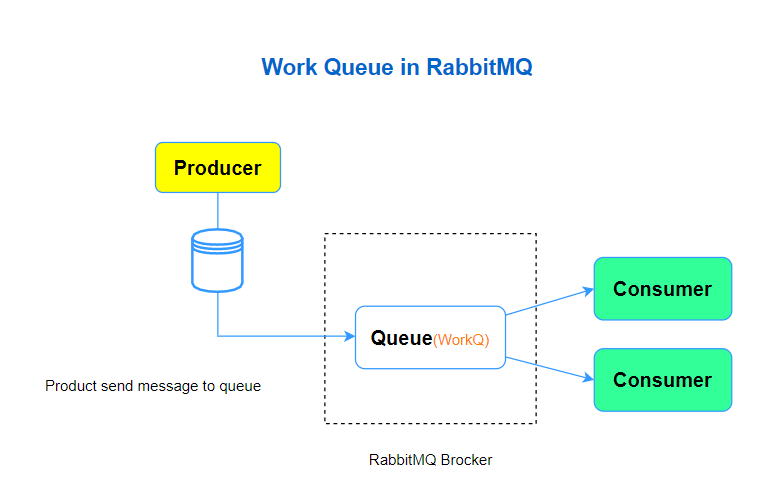 Work Queue in RabbitMQ
Producer
Consumer
Queue(WorkQ)
Consumer
Product send message to queue
RabbitMQ Brocker